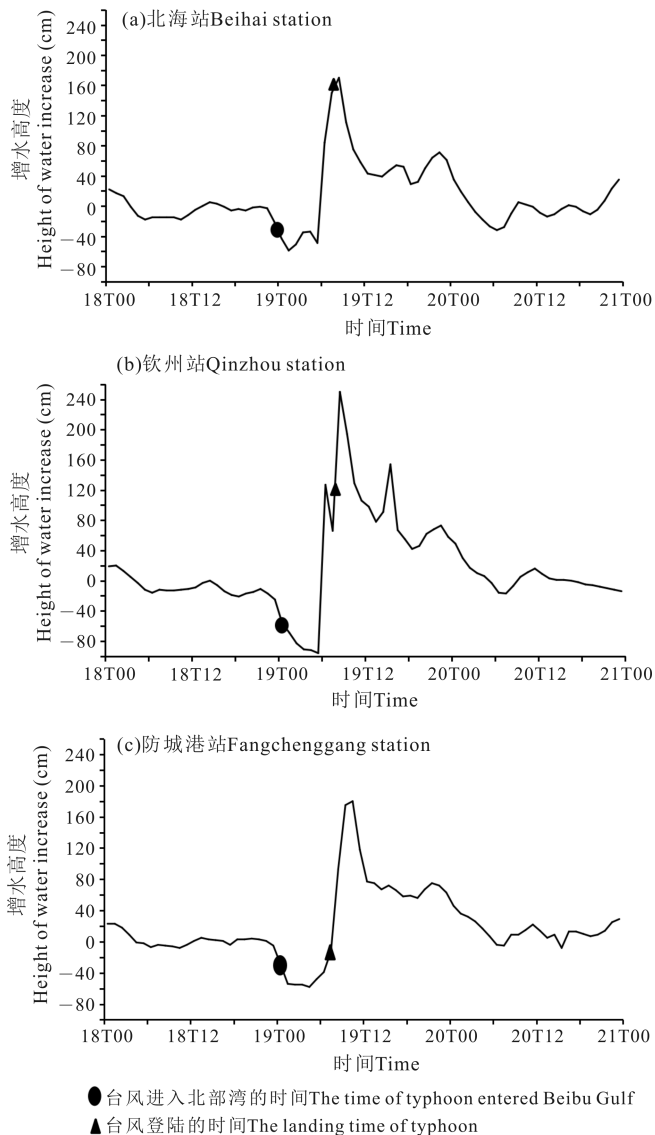 (a)北海站Beihai station
增水高度
Height of water increase (cm)
240
200
160
120
80
40
0
−40
−80
18T00 18T12 19T00 19T12 20T00 20T12 21T00
时间Time
(b)钦州站Qinzhou station
增水高度
Height of water increase (cm)
240
200
160
120
80
40
0
−40
−80
18T00 18T12 19T00 19T12 20T00 20T12 21T00
时间Time
(c)防城港站Fangchenggang station
增水高度
Height of water increase (cm)
240
200
160
120
80
40
0
−40
−80
18T00 18T12 19T00 19T12 20T00 20T12 21T00
时间Time
台风进入北部湾的时间The time of typhoon entered Beibu Gulf
台风登陆的时间The landing time of typhoon